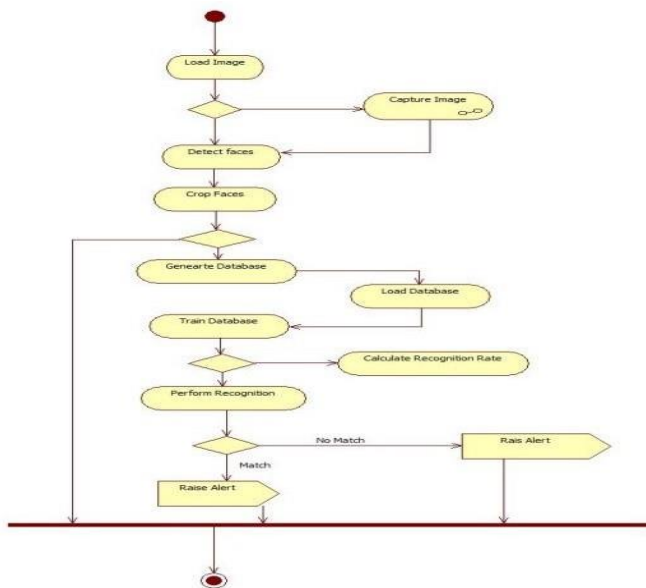 Load Image
Capture Image
Detect faces
Crop Faces
Genearte Database
Load Database
Train Database
Calculate Recognition Rate
Perform Recognition
No Match
Rais Alert
Match
Raise Alert